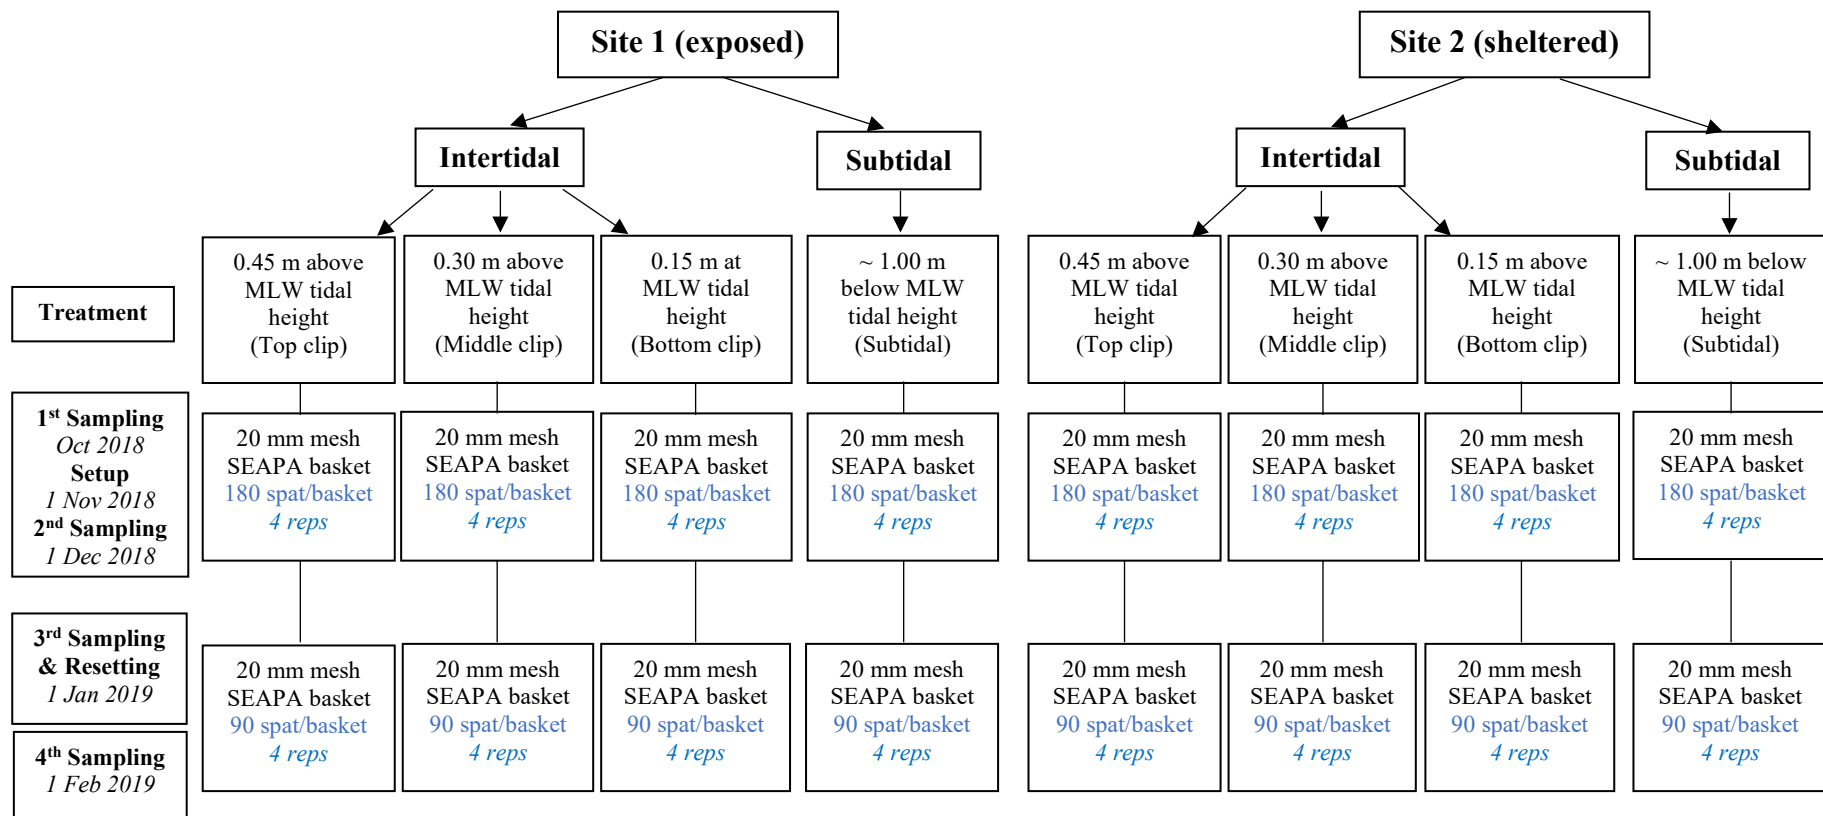 Site 1 (exposed)
Site 2 (sheltered)
Intertidal
Subtidal
Intertidal
Subtidal
Treatment
0.45 m above
MLW tidal
height
(Top clip)
0.30 m above
MLW tidal
height
(Middle clip)
0.15 m at
MLW tidal
height
(Bottom clip)
~ 1.00 m
below MLW
tidal height
(Subtidal)
0.45 m above
MLW tidal
height
(Top clip)
0.30 m above
MLW tidal
height
(Middle clip)
0.15 m above
MLW tidal
height
(Bottom clip)
~ 1.00 m below
MLW tidal
height
(Subtidal)
1st Sampling
Oct 2018
Setup
1 Nov 2018
2nd Sampling
1 Dec 2018
20 mm mesh
SEAPA basket
180 spat/basket
4 reps
20 mm mesh
SEAPA basket
180 spat/basket
4 reps
20 mm mesh
SEAPA basket
180 spat/basket
4 reps
20 mm mesh
SEAPA basket
180 spat/basket
4 reps
20 mm mesh
SEAPA basket
180 spat/basket
4 reps
20 mm mesh
SEAPA basket
180 spat/basket
4 reps
20 mm mesh
SEAPA basket
180 spat/basket
4 reps
20 mm mesh
SEAPA basket
180 spat/basket
4 reps
3rd Sampling
& Resetting
1 Jan 2019
4th Sampling
1 Feb 2019
20 mm mesh
SEAPA basket
90 spat/basket
4 reps
20 mm mesh
SEAPA basket
90 spat/basket
4 reps
20 mm mesh
SEAPA basket
90 spat/basket
4 reps
20 mm mesh
SEAPA basket
90 spat/basket
4 reps
20 mm mesh
SEAPA basket
90 spat/basket
4 reps
20 mm mesh
SEAPA basket
90 spat/basket
4 reps
20 mm mesh
SEAPA basket
90 spat/basket
4 reps
20 mm mesh
SEAPA basket
90 spat/basket
4 reps